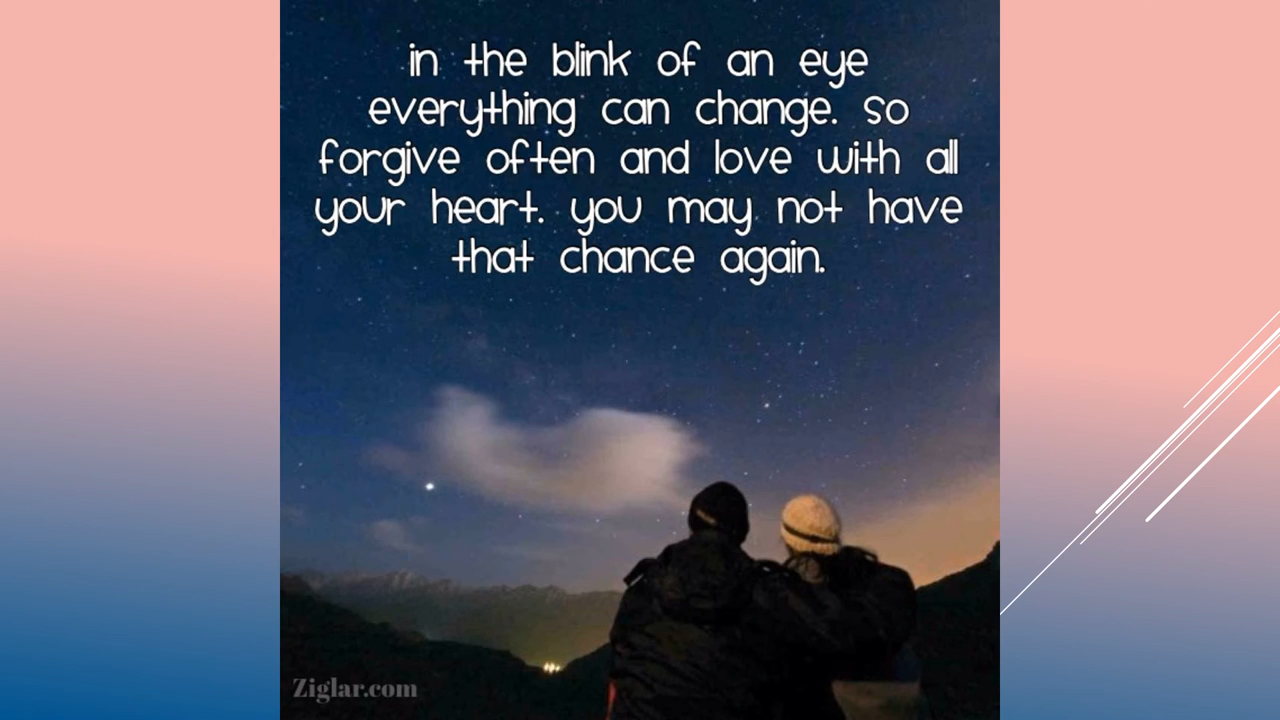 in the blink of an eye
everything can change. so
forgive often and love with all
your heart. you may not have
that chance again.
Ziglar.com